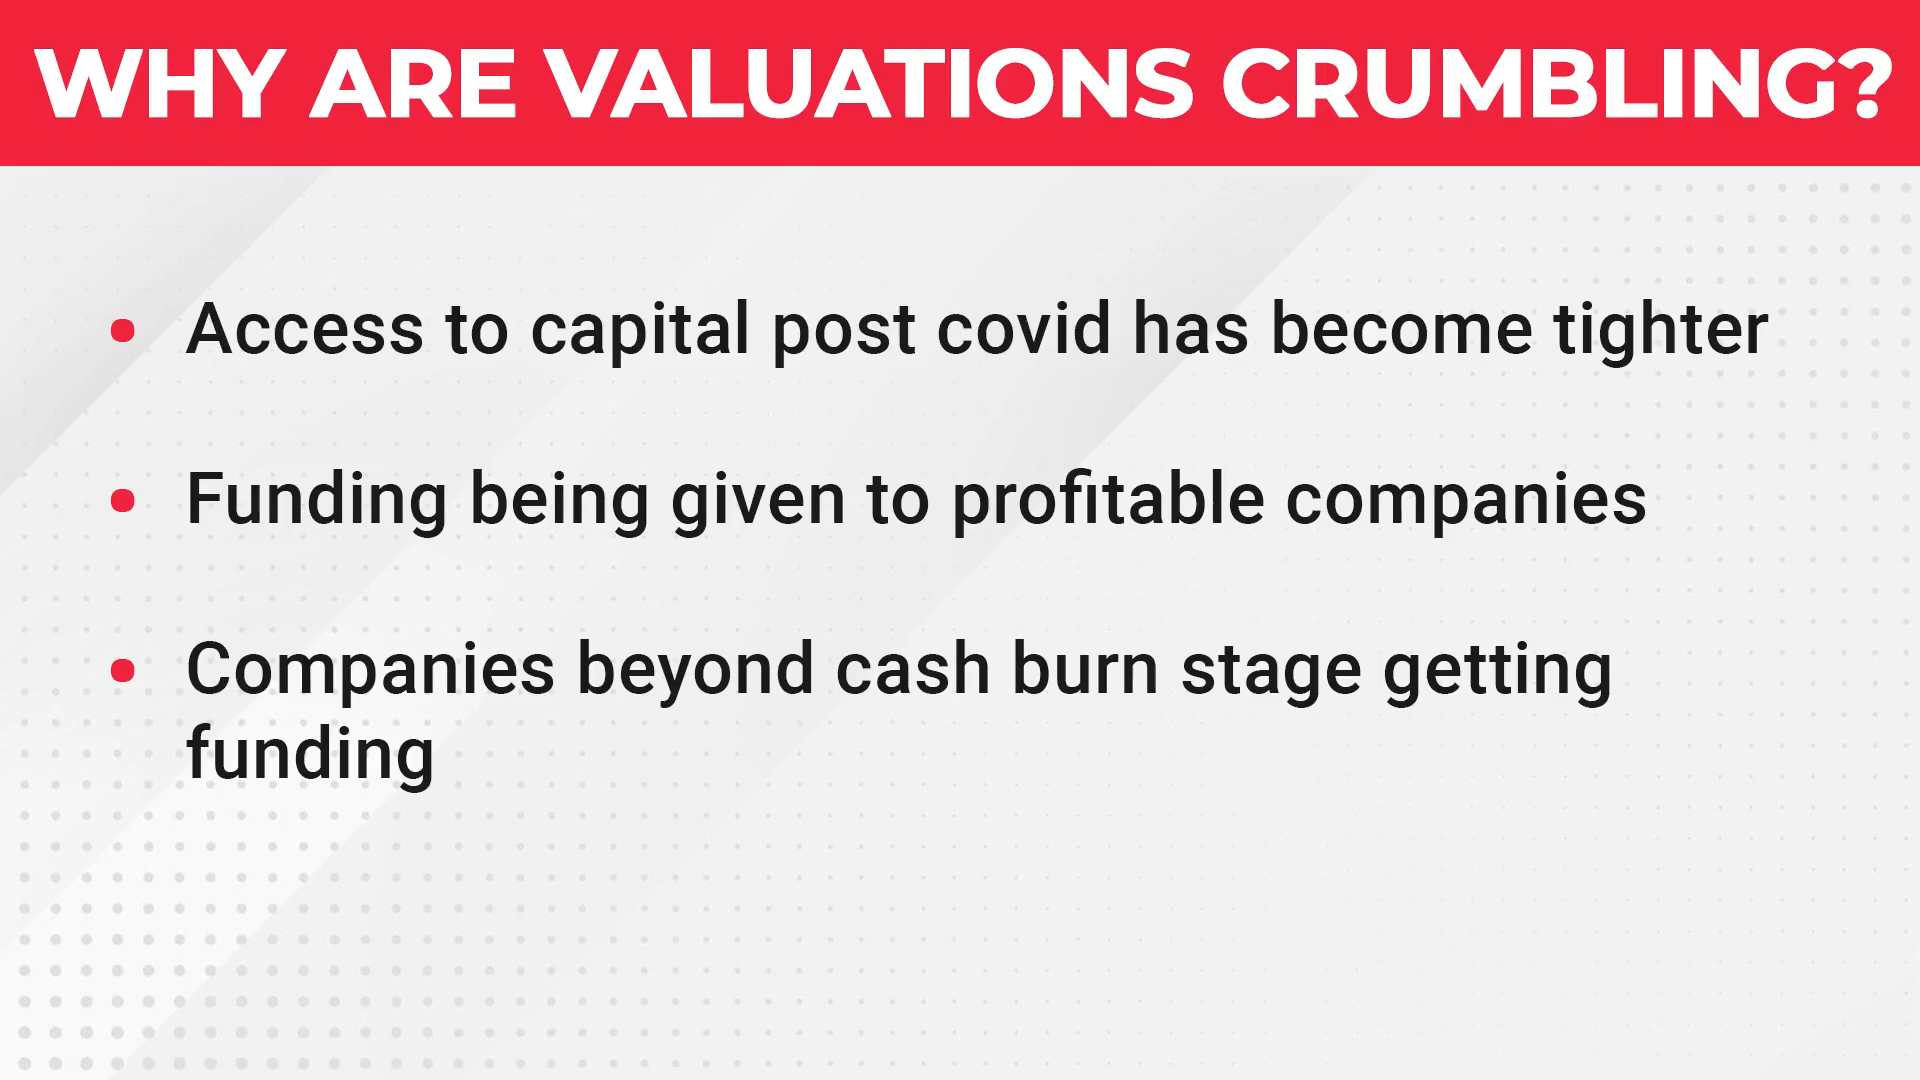 WHY ARE VALUATIONS CRUMBLING?
• Access to capital post covid has become tighter
• Funding being given to profitable companies
• Companies beyond cash burn stage getting
funding